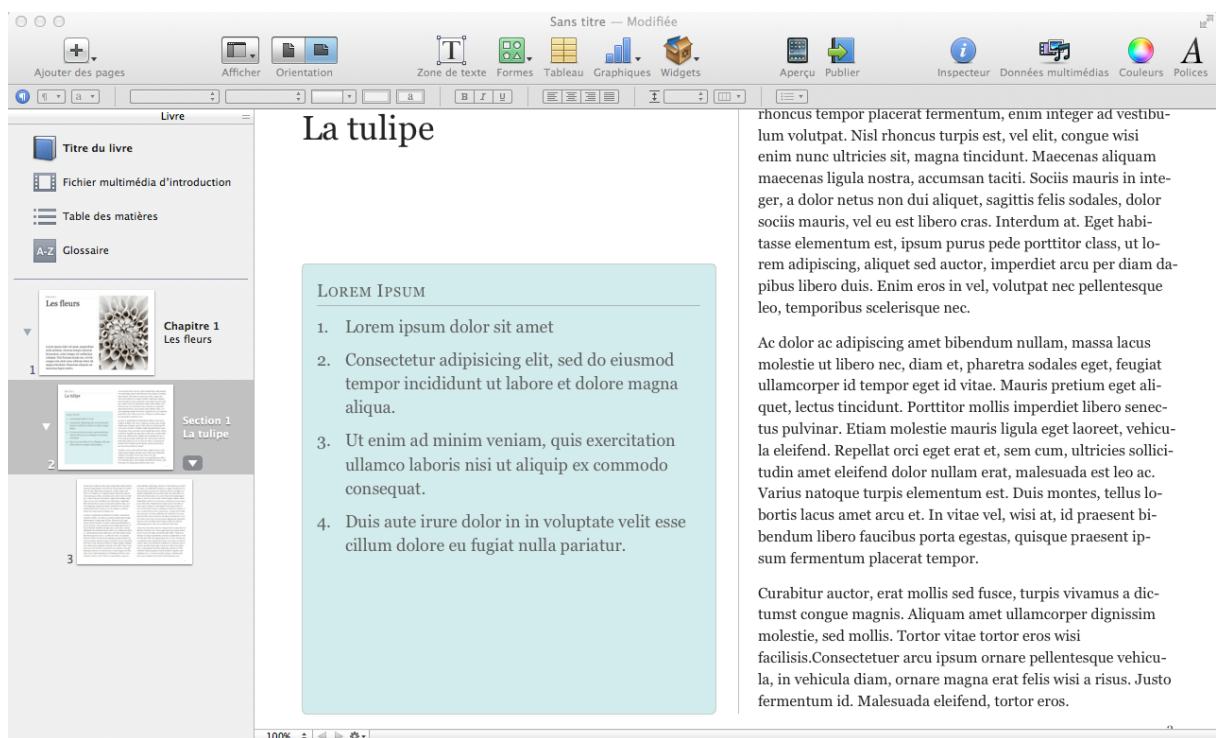 Sans titre — Modifiée
Ajouter des pages
Afficher
Orientation
Zone de texte
Formes
Tableau
Graphiques
Widgets
Aperçu
Publier
Inspecteur
Données multimédias
Couleurs
Polices
a
a
B I U
Livre
Titre du livre
Fichier multimédia d'introduction
Table des matières
A-Z
Glossaire
Les fleurs
Chapitre 1
Les fleurs
1
La tulipe
Section 1
La tulipe
2
3
La tulipe
LOREM IPSUM
1. Lorem ipsum dolor sit amet
2. Consectetur adipisicing elit, sed do eiusmod
tempor incididunt ut labore et dolore magna
aliqua.
3. Ut enim ad minim veniam, quis exercitation
ullamco laboris nisi ut aliquip ex commodo
consequat.
4. Duis aute irure dolor in in voluptate velit esse
cillum dolore eu fugiat nulla pariatur.
rhoncus tempor placerat fermentum, enim integer ad vestibu-
lum volutpat. Nisl rhoncus turpis est, vel elit, congue wisi
enim nunc ultricies sit, magna tincidunt. Maecenas aliquam
maecenas ligula nostra, accumsan taciti. Sociis mauris in inte-
ger, a dolor netus non dui aliquet, sagittis felis sodales, dolor
sociis mauris, vel eu est libero cras. Interdum at. Eget habi-
tasse elementum est, ipsum purus pede porttitor class, ut lo-
rem adipiscing, aliquet sed auctor, imperdiet arcu per diam da-
pibus libero duis. Enim eros in vel, volutpat nec pellentesque
leo, temporibus scelerisque nec.
Ac dolor ac adipiscing amet bibendum nullam, massa lacus
molestie ut libero nec, diam et, pharetra sodales eget, feugiat
ullamcorper id tempor eget id vitae. Mauris pretium eget ali-
quet, lectus tincidunt. Porttitor mollis imperdiet libero senec-
tus pulvinar. Etiam molestie mauris ligula eget laoreet, vehicu-
la eleifend. Repellat orci eget erat et, sem cum, ultricies sollici-
tudin amet eleifend dolor nullam erat, malesuada est leo ac.
Varius natoque turpis elementum est. Duis montes, tellus lo-
bortis lacus amet arcu et. In vitae vel, wisi at, id praesent bi-
bendum libero faucibus porta egestas, quisque praesent ip-
sum fermentum placerat tempor.
Curabitur auctor, erat mollis sed fusce, turpis vivamus a dic-
tumst congue magnis. Aliquam amet ullamcorper dignissim
molestie, sed mollis. Tortor vitae tortor eros wisi
facilisis.Consectetuer arcu ipsum ornare pellentesque vehicu-
la, in vehicula diam, ornare magna erat felis wisi a risus. Justo
fermentum id. Malesuada eleifend, tortor eros.
100%